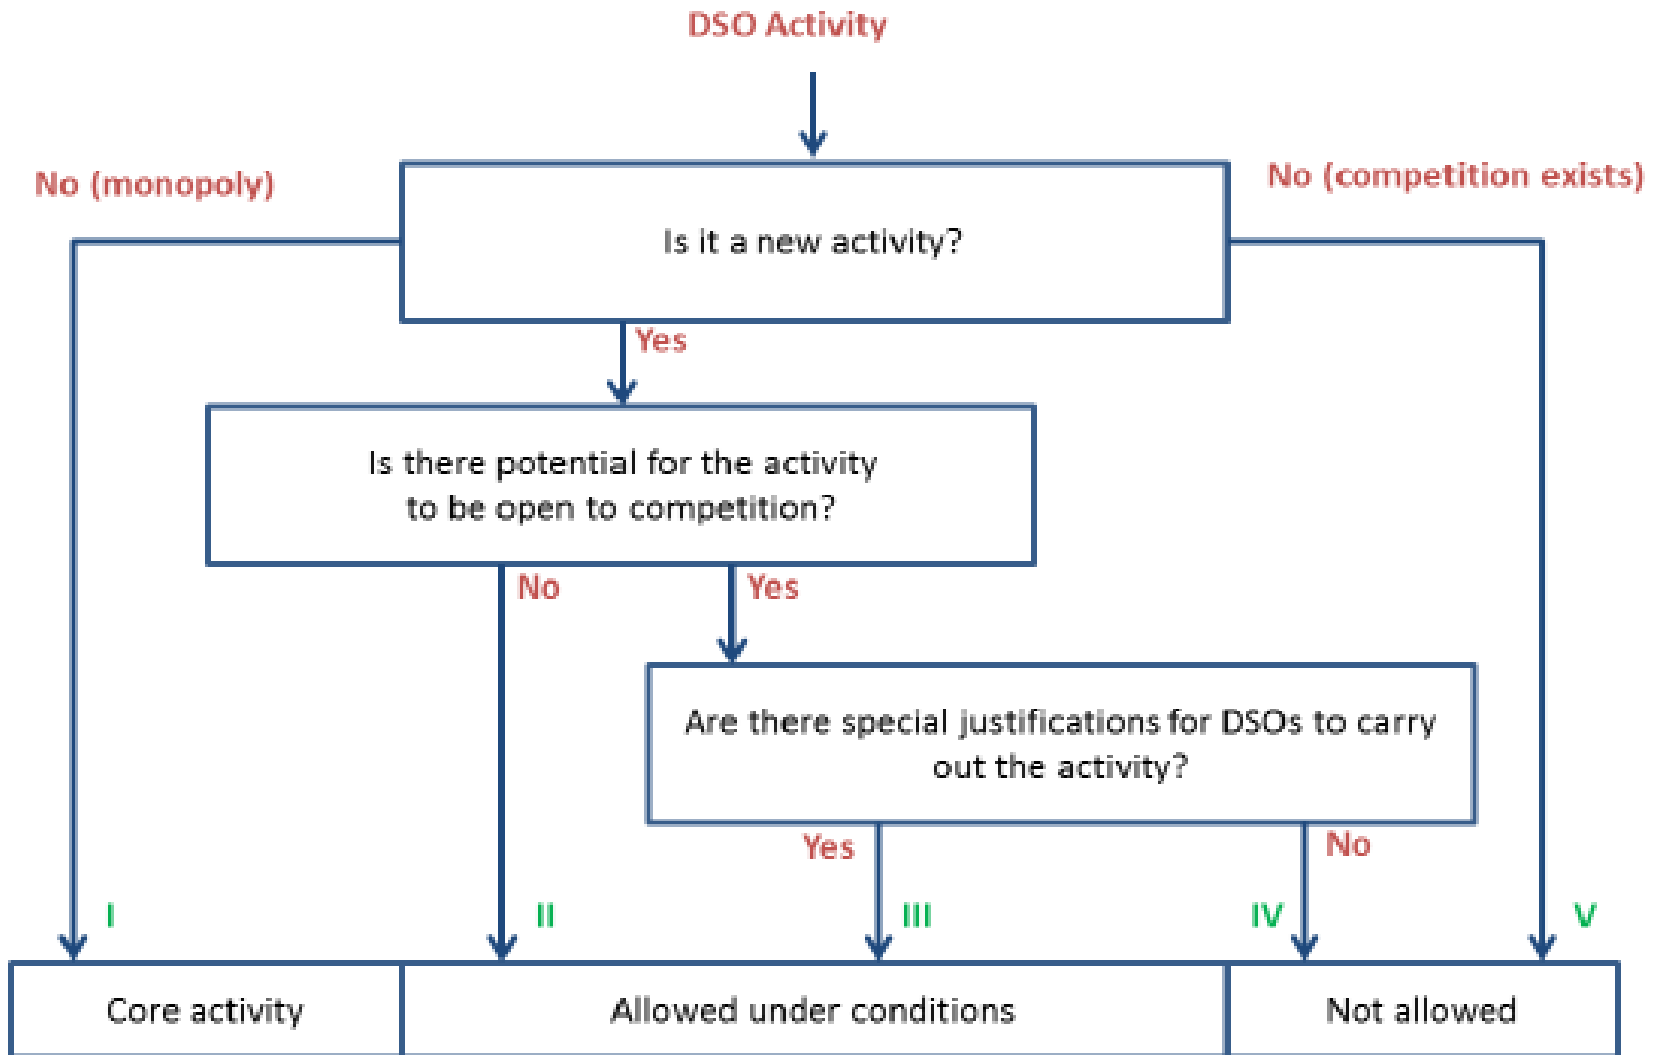 DSO Activity
No (monopoly)
No (competition exists)
Is it a new activity?
Yes
Is there potential for the activity
to be open to competition?
No
Yes
Are there special justifications for DSOs to carry
out the activity?
Yes
No
I
II
III
IV
V
Core activity
Allowed under conditions
Not allowed